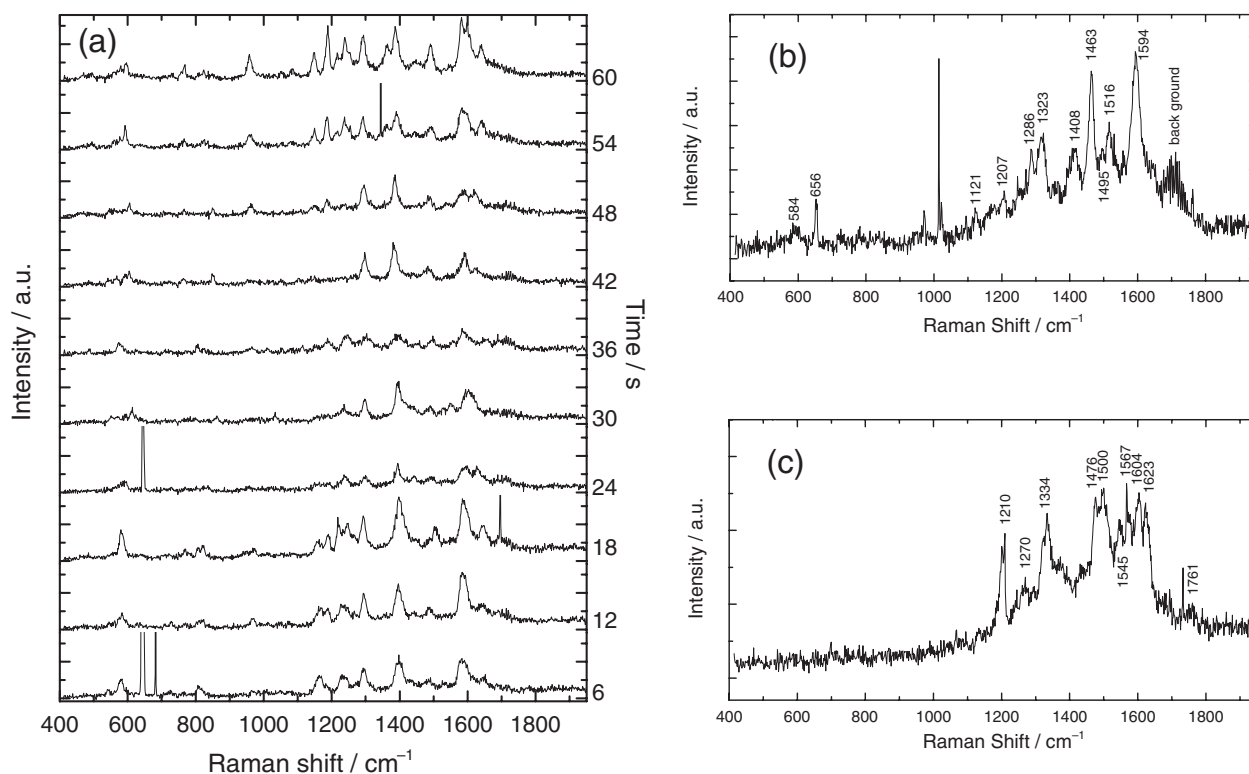 (a)
Intensity / a.u.
60
54
48
42
36
30
24
18
12
6
Time / s
400 600 800 1000 1200 1400 1600 1800
Raman shift / cm⁻¹
(b)
Intensity / a.u.
584
656
1121
1207
1286
1323
1408
1463
1495
1516
1594
back ground
400 600 800 1000 1200 1400 1600 1800
Raman Shift / cm⁻¹
(c)
Intensity / a.u.
1210
1270
1334
1476
1500
1545
1567
1604
1623
1761
400 600 800 1000 1200 1400 1600 1800
Raman Shift / cm⁻¹